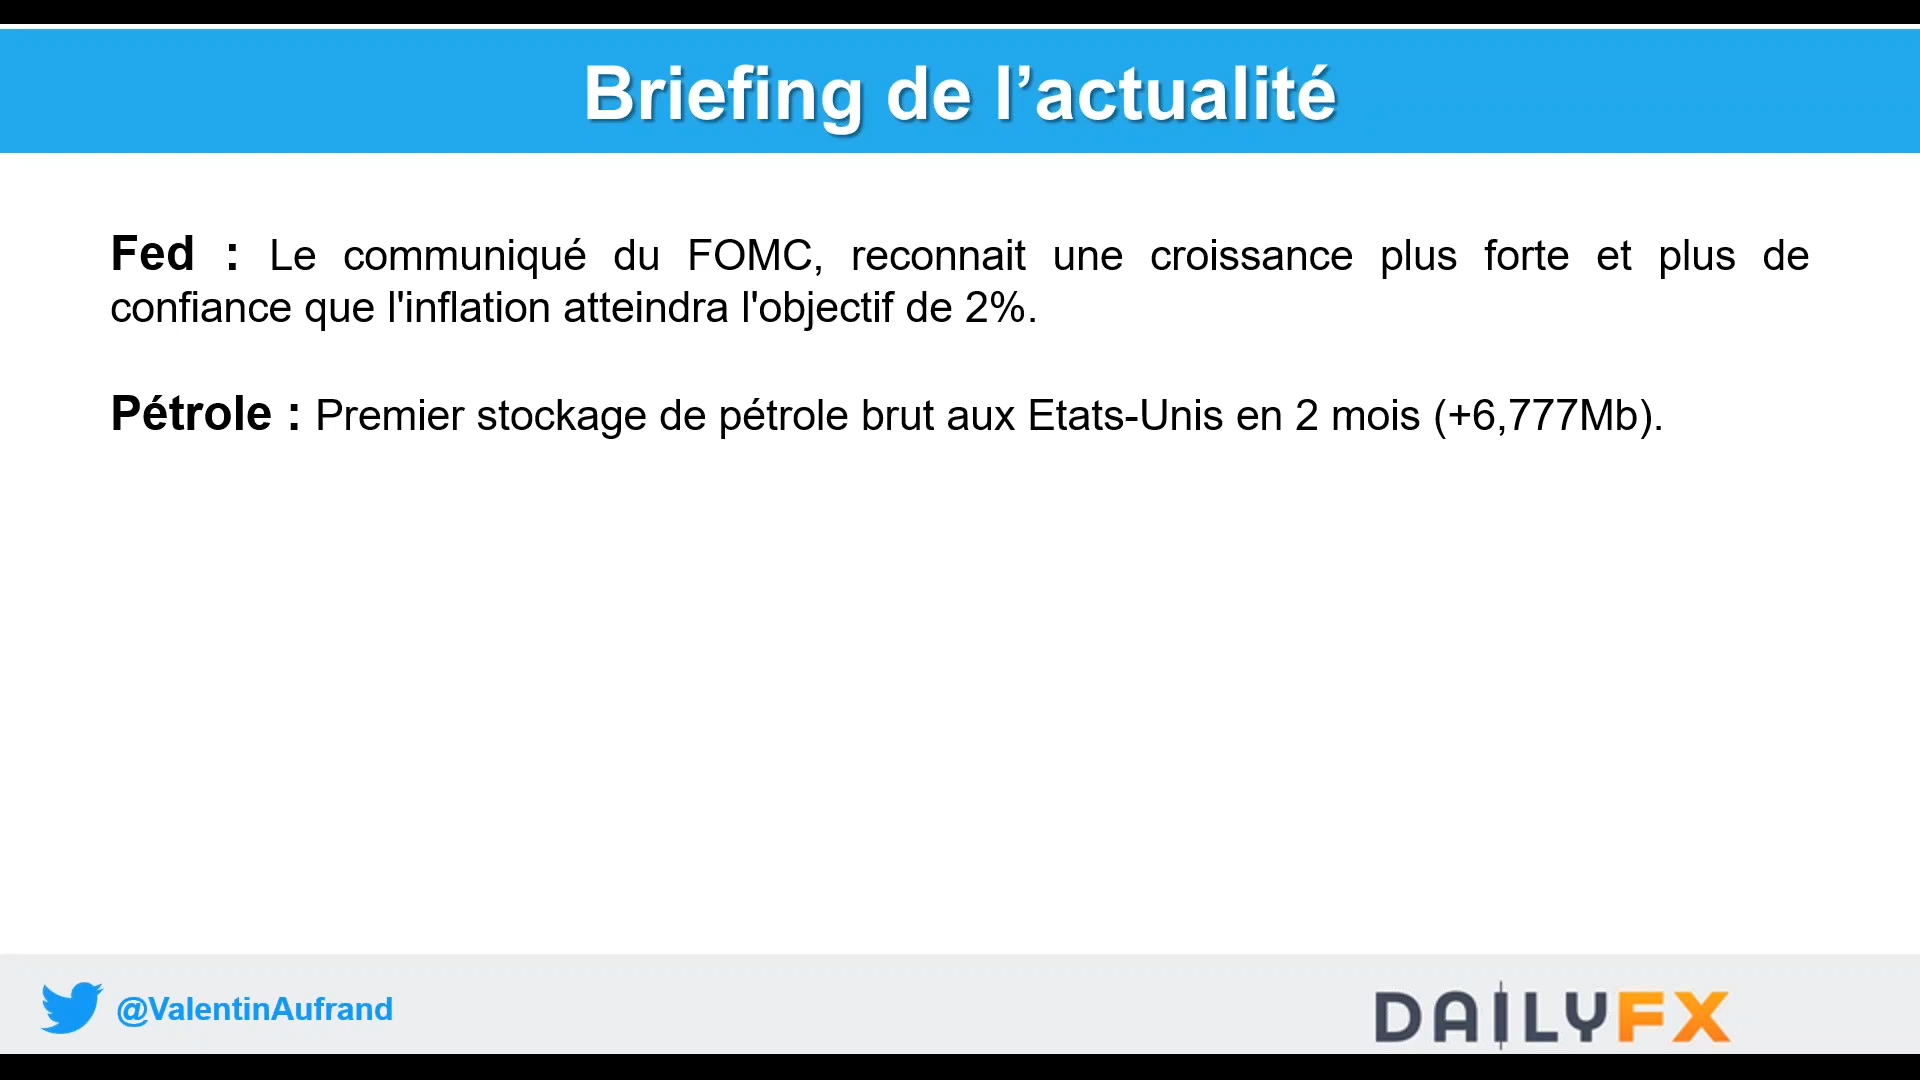 Briefing de l’actualité
Fed : Le communiqué du FOMC, reconnait une croissance plus forte et plus de
confiance que l'inflation atteindra l'objectif de 2%.
Pétrole : Premier stockage de pétrole brut aux Etats-Unis en 2 mois (+6,777Mb).
@ValentinAufrand
DAILYFX